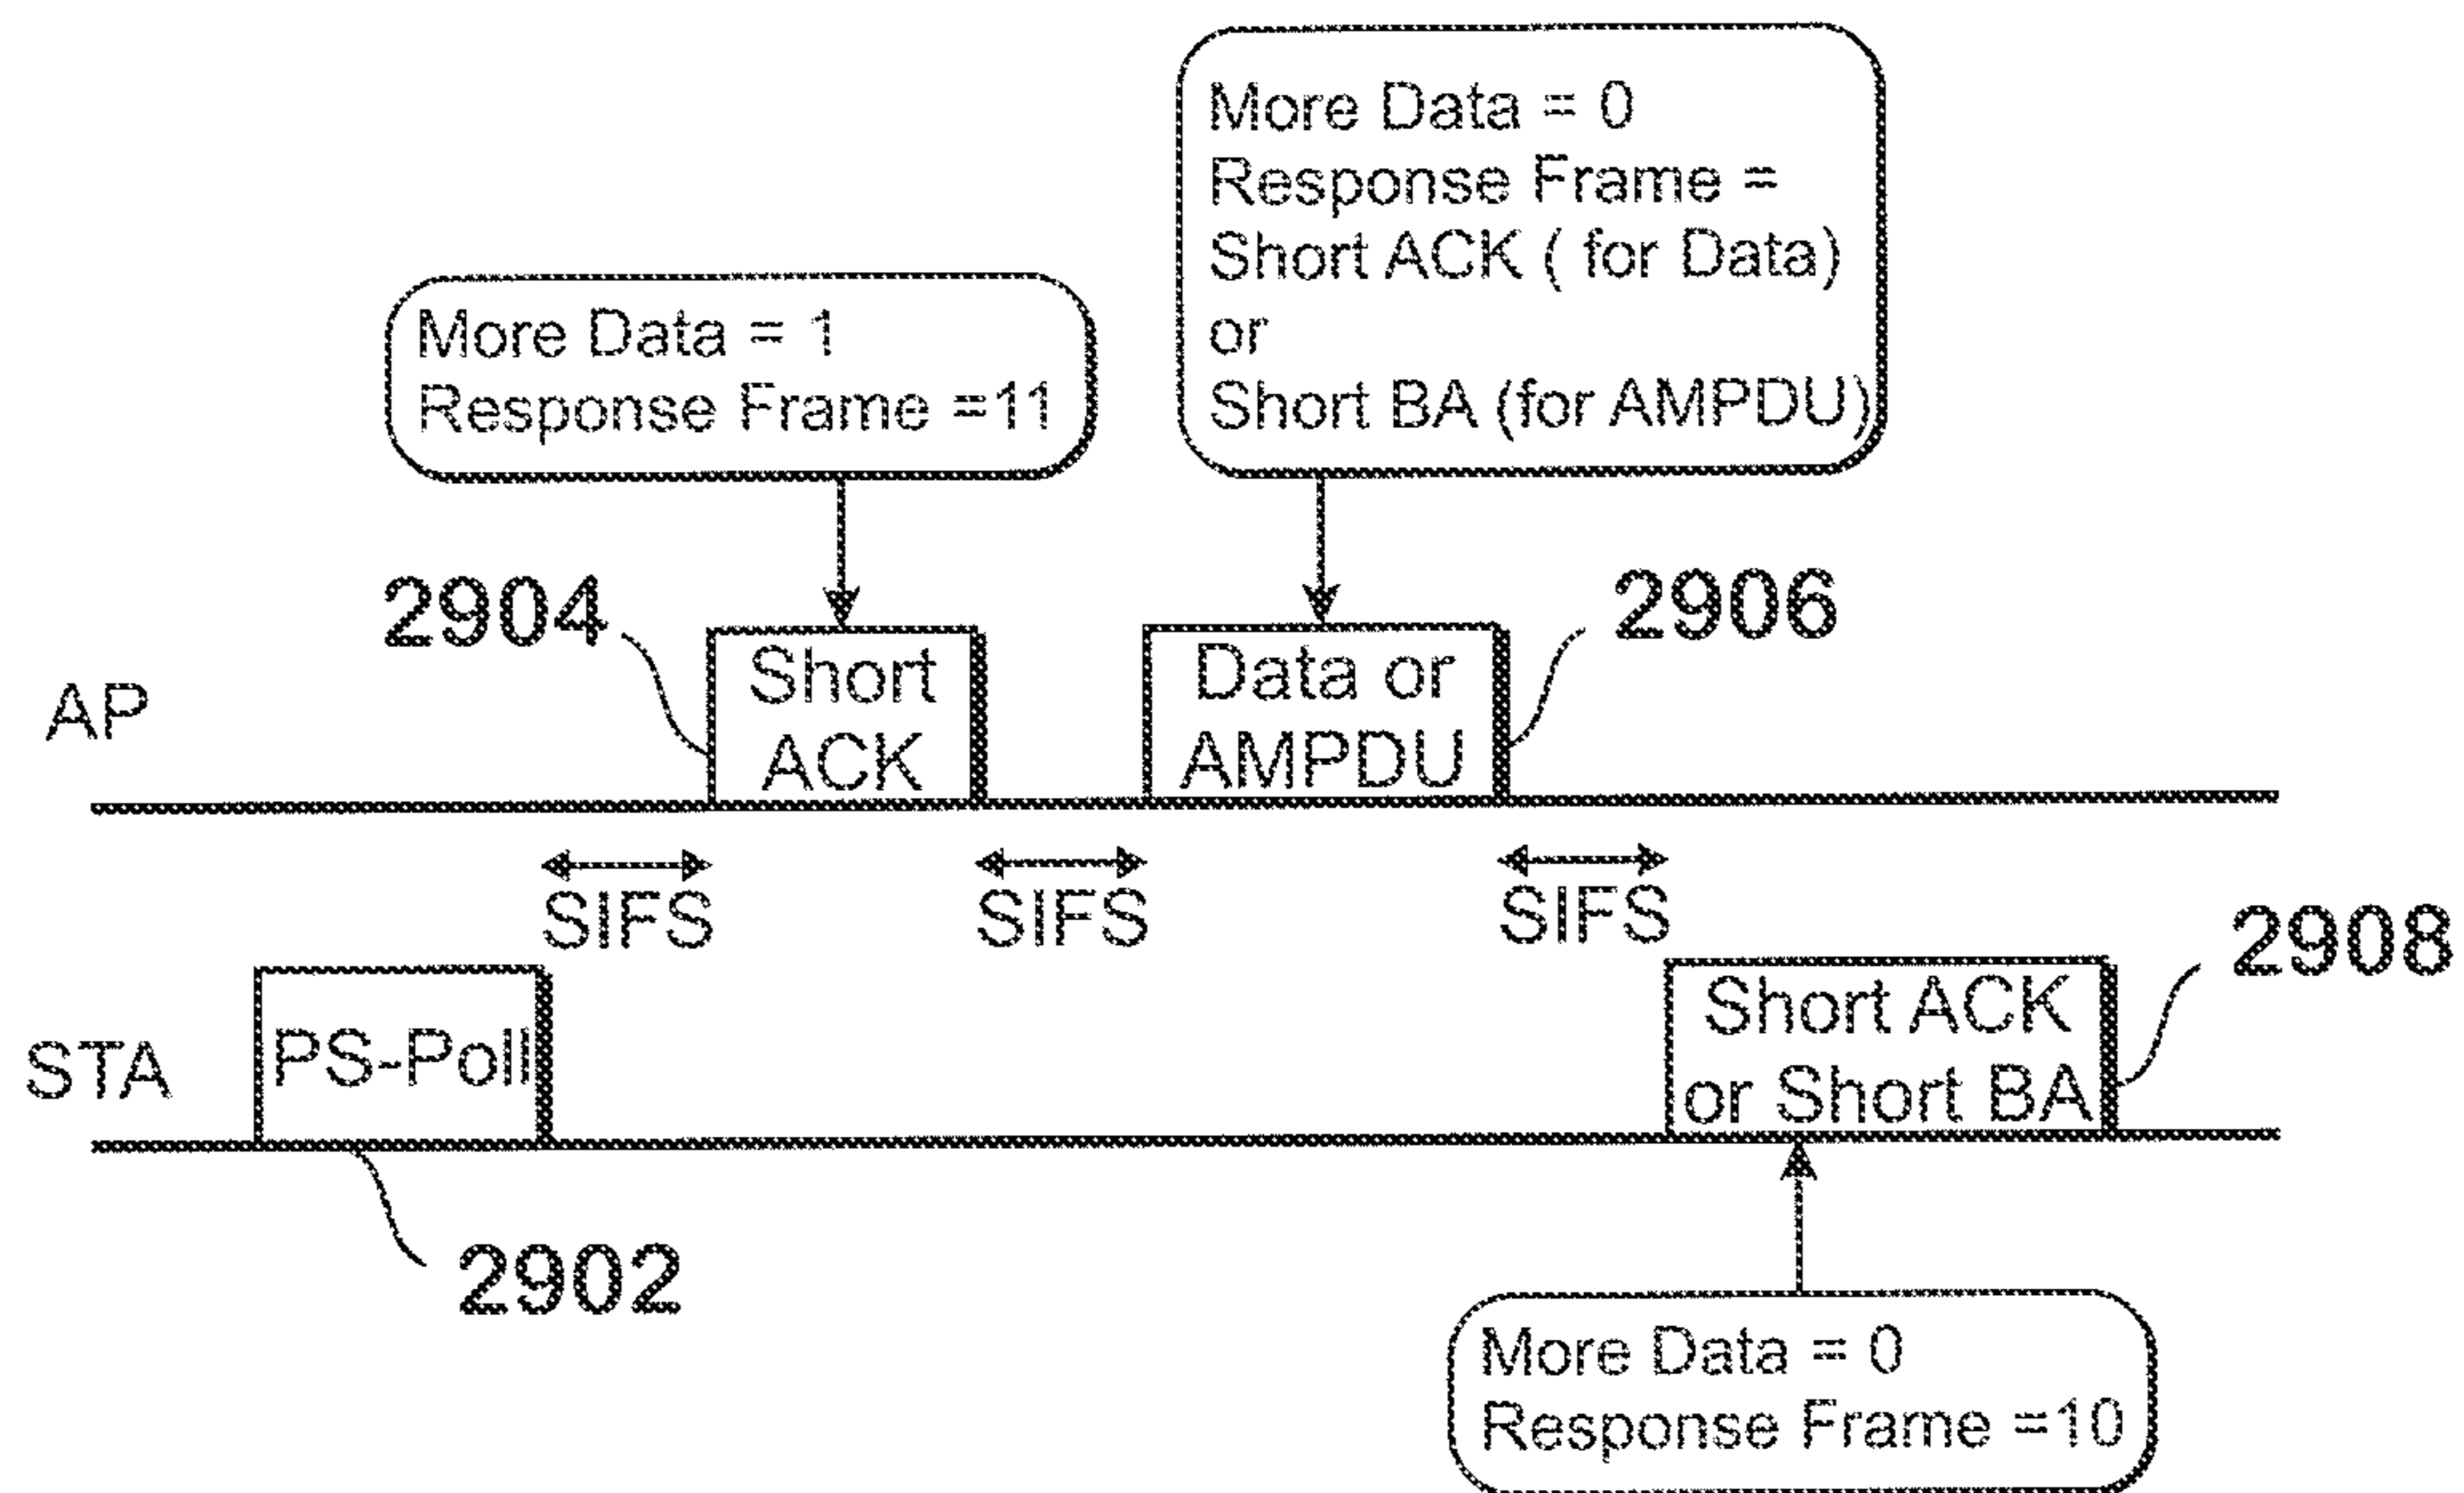 More Data = 0
Response Frame =
Short ACK ( for Data)
or
Short BA (for AMPDU)
More Data = 1
Response Frame =11
2904
2906
AP
Short
ACK
Data or
AMPDU
SIFS
SIFS
SIFS
2908
STA
PS-Poll
Short ACK
or Short BA
2902
More Data = 0
Response Frame =10